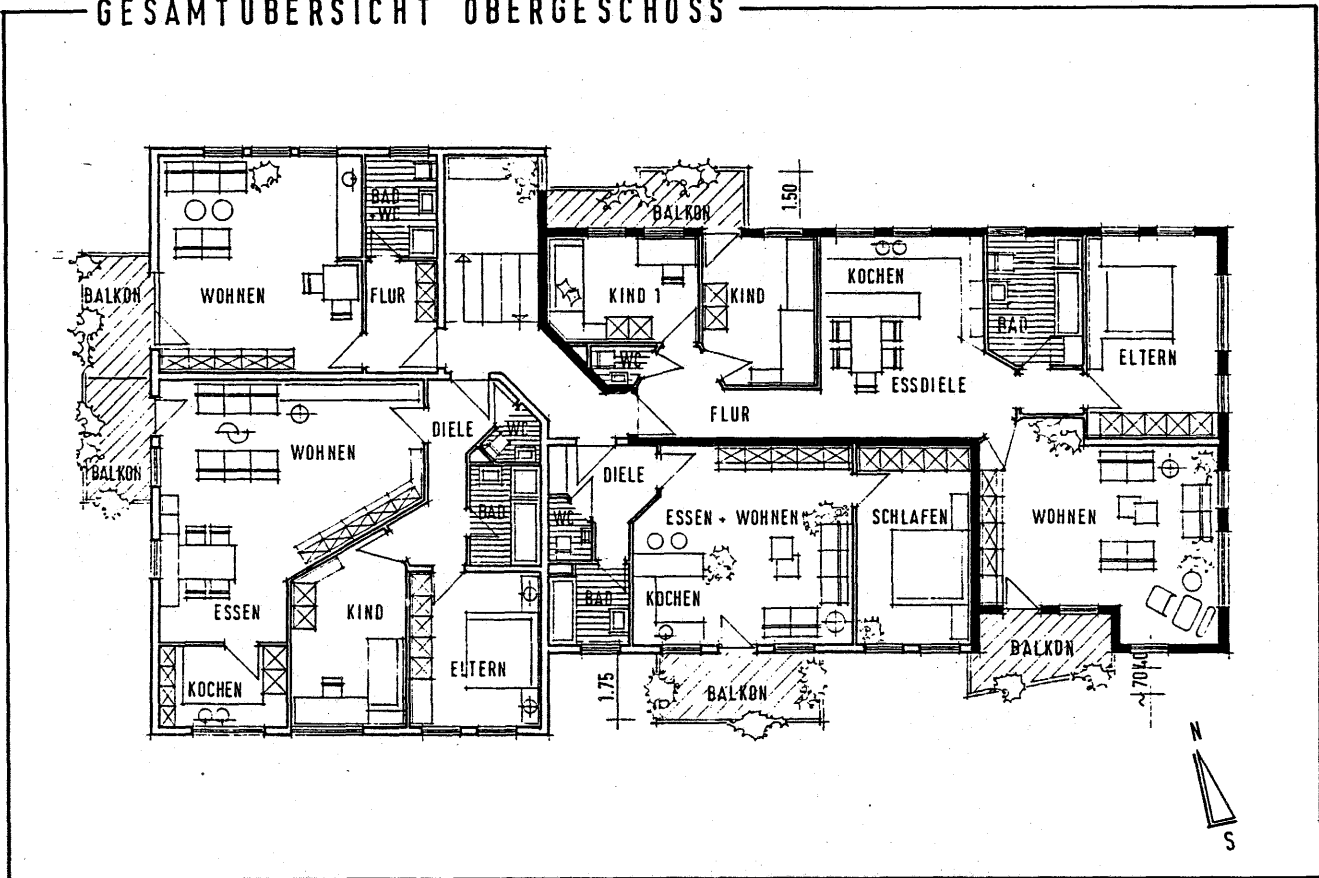 GESAMTÜBERSICHT OBERGESCHOSS
BAD
+WC
BALKON
1.50
BALKON
WOHNEN
FLUR
KIND 1
KIND
KOCHEN
BAD
ELTERN
WC
ESSDIELE
FLUR
BALKON
WOHNEN
DIELE
WC
BAD
DIELE
WC
ESSEN + WOHNEN
SCHLAFEN
WOHNEN
ESSEN
KIND
ELTERN
KOCHEN
BAD
KOCHEN
1.75
BALKON
BALKON
~70/40
N
S